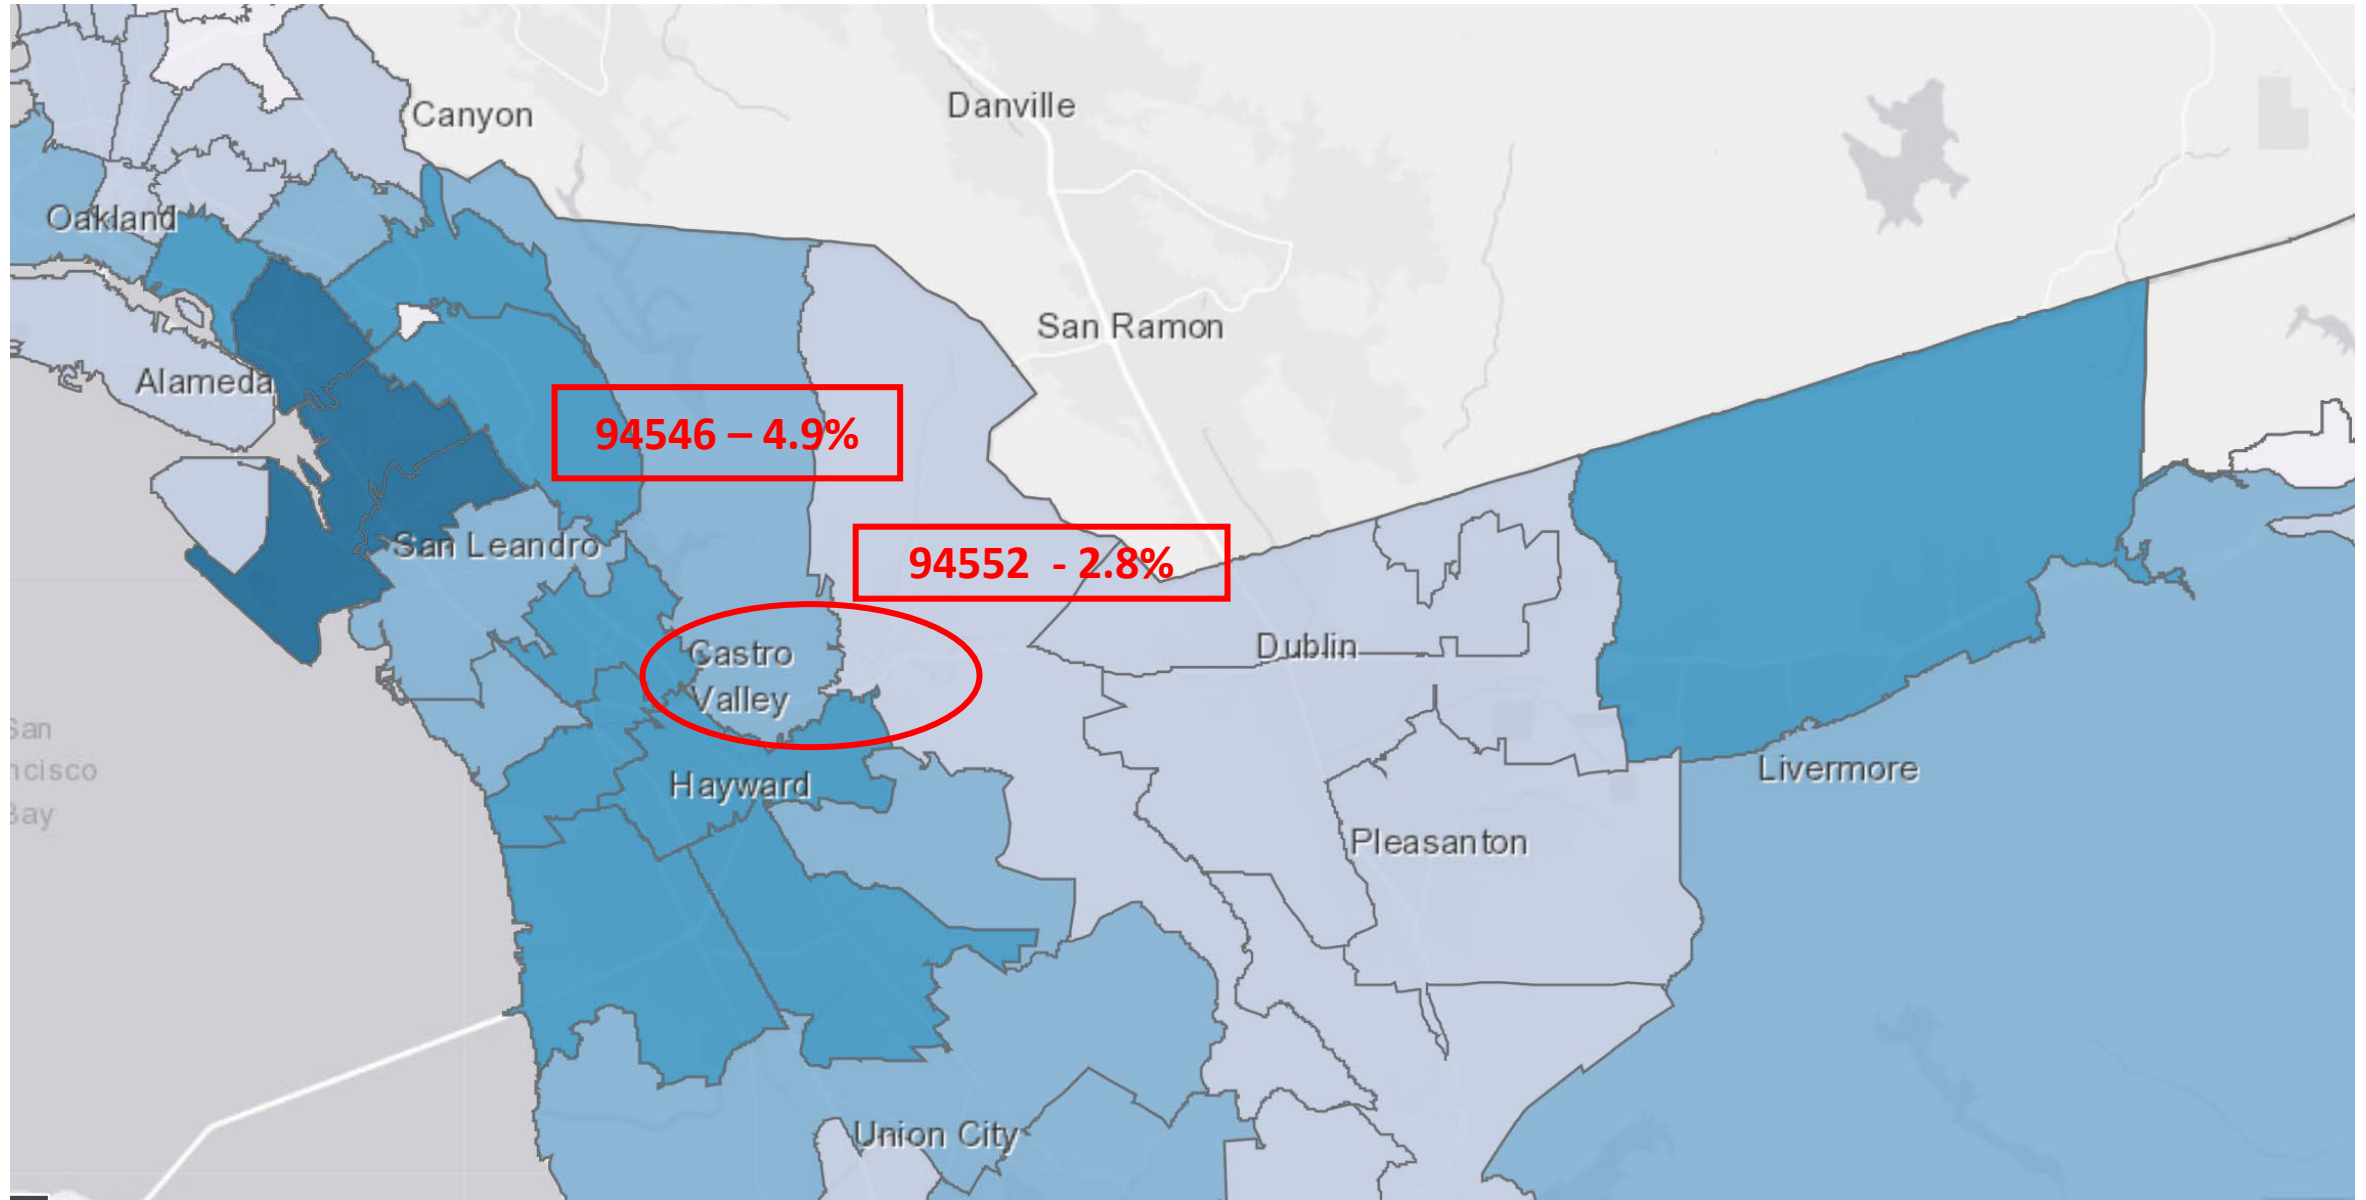 Canyon
Danville
Oakland
San Ramon
Alameda
94546 – 4.9%
San Leandro
94552 - 2.8%
Castro
Valley
Dublin
San
ncisco
Bay
Hayward
Livermore
Pleasanton
Union City